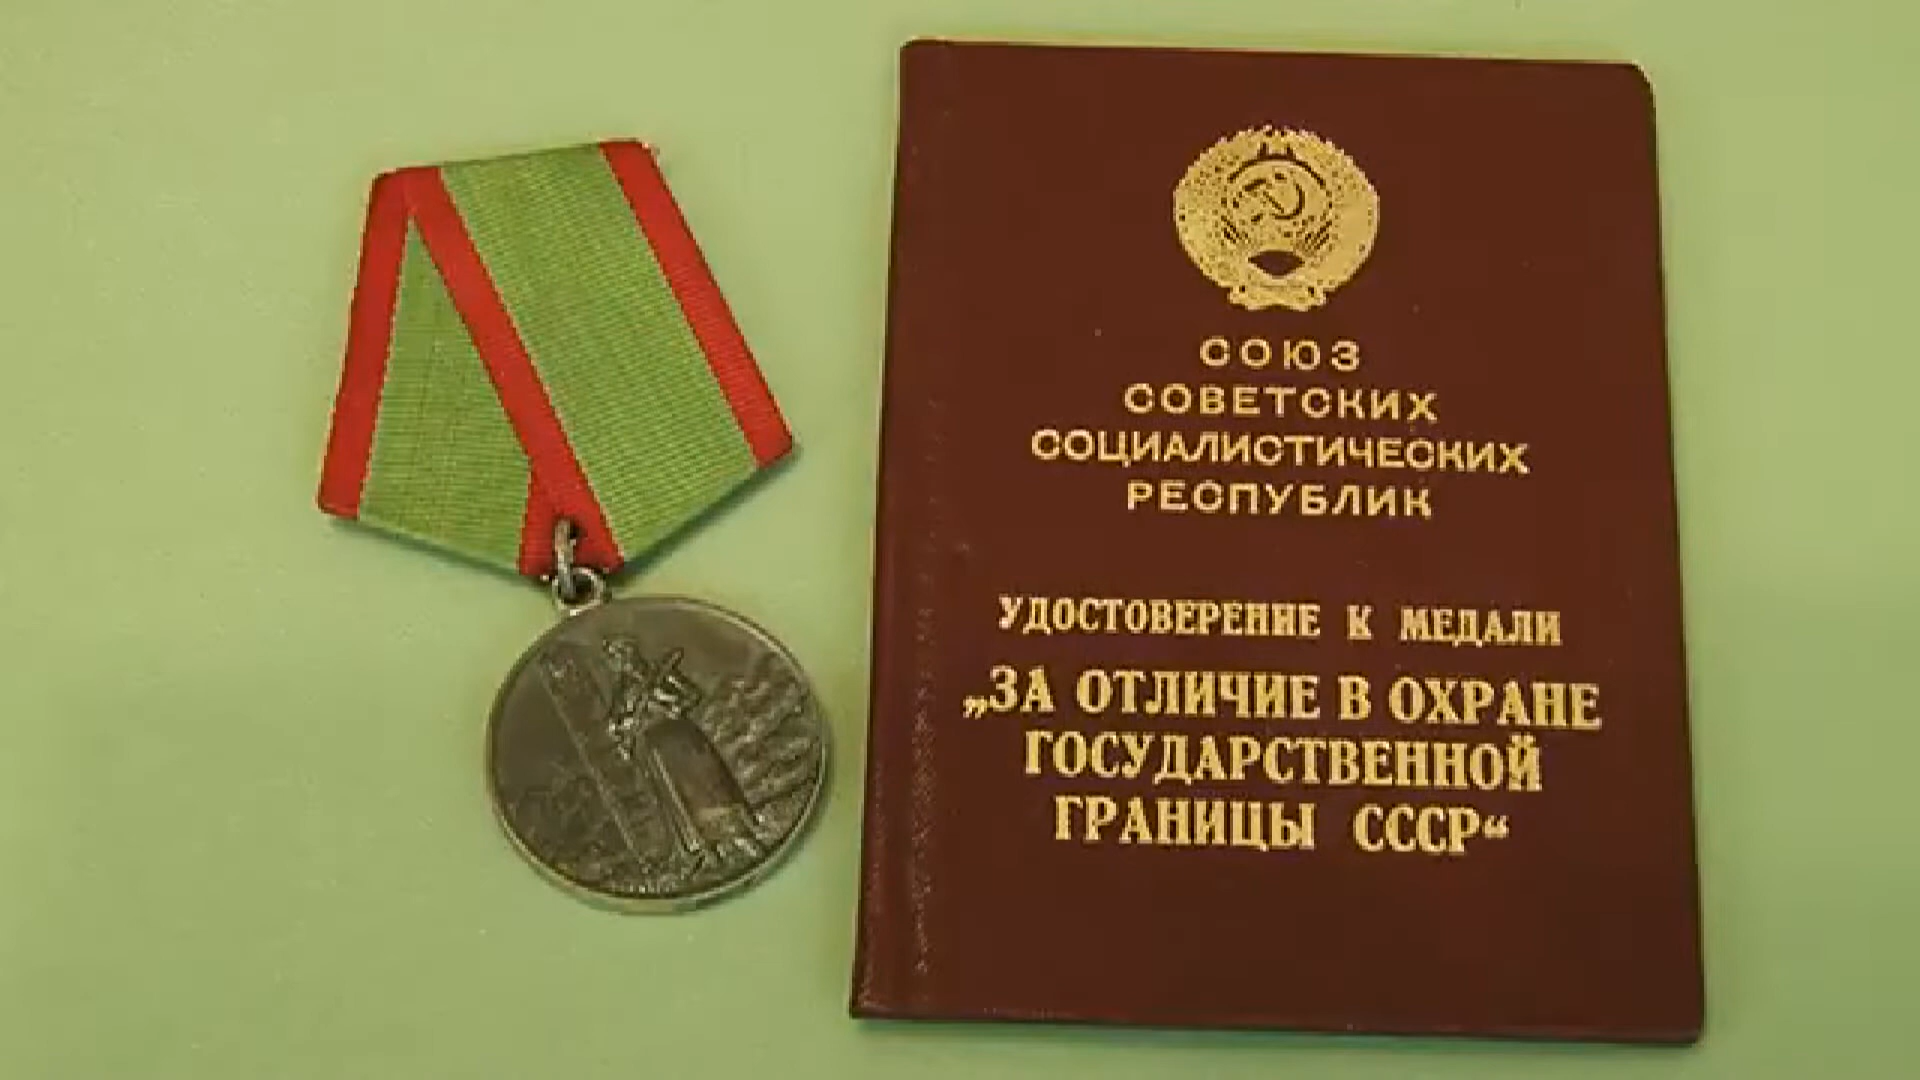 СОЮЗ
СОВЕТСКИХ
СОЦИАЛИСТИЧЕСКИХ
РЕСПУБЛИК
УДОСТОВЕРЕНИЕ К МЕДАЛИ
„ЗА ОТЛИЧИЕ В ОХРАНЕ
ГОСУДАРСТВЕННОЙ
ГРАНИЦЫ СССР“